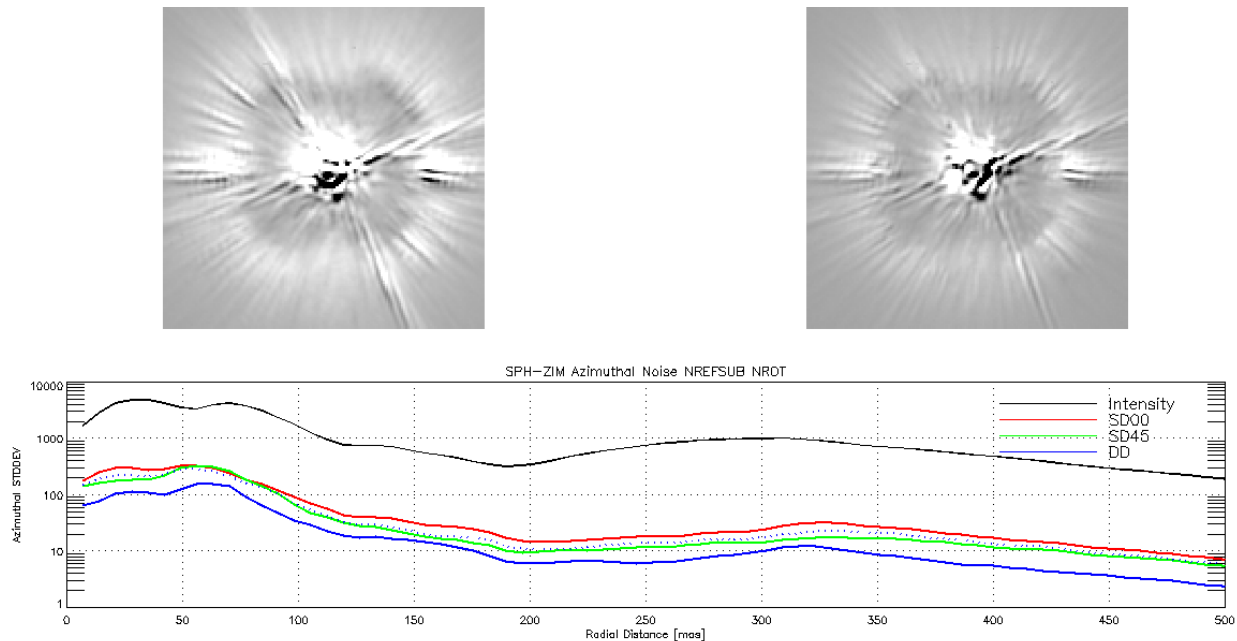 SPH-ZIM Azimuthal Noise NREFSUB NROT
10000
1000
100
10
1
Azimuthal STDDEV
Intensity
SD00
SD45
DD
0 50 100 150 200 250 300 350 400 450 500
Radial Distance [mas]